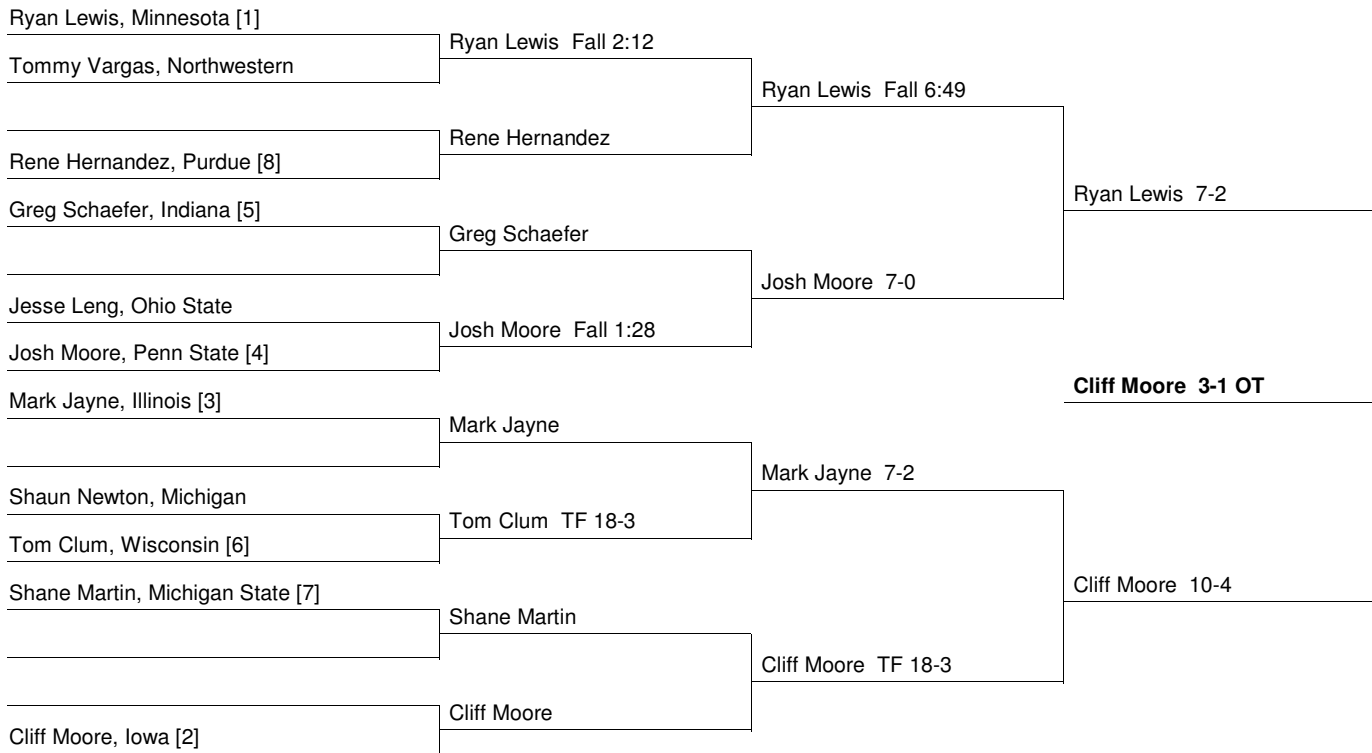 Ryan Lewis, Minnesota [1]
Ryan Lewis Fall 2:12
Tommy Vargas, Northwestern
Ryan Lewis Fall 6:49
Rene Hernandez
Rene Hernandez, Purdue [8]
Ryan Lewis 7-2
Greg Schaefer, Indiana [5]
Greg Schaefer
Josh Moore 7-0
Jesse Leng, Ohio State
Josh Moore Fall 1:28
Josh Moore, Penn State [4]
Cliff Moore 3-1 OT
Mark Jayne, Illinois [3]
Mark Jayne
Mark Jayne 7-2
Shaun Newton, Michigan
Tom Clum TF 18-3
Tom Clum, Wisconsin [6]
Cliff Moore 10-4
Shane Martin, Michigan State [7]
Shane Martin
Cliff Moore TF 18-3
Cliff Moore
Cliff Moore, Iowa [2]